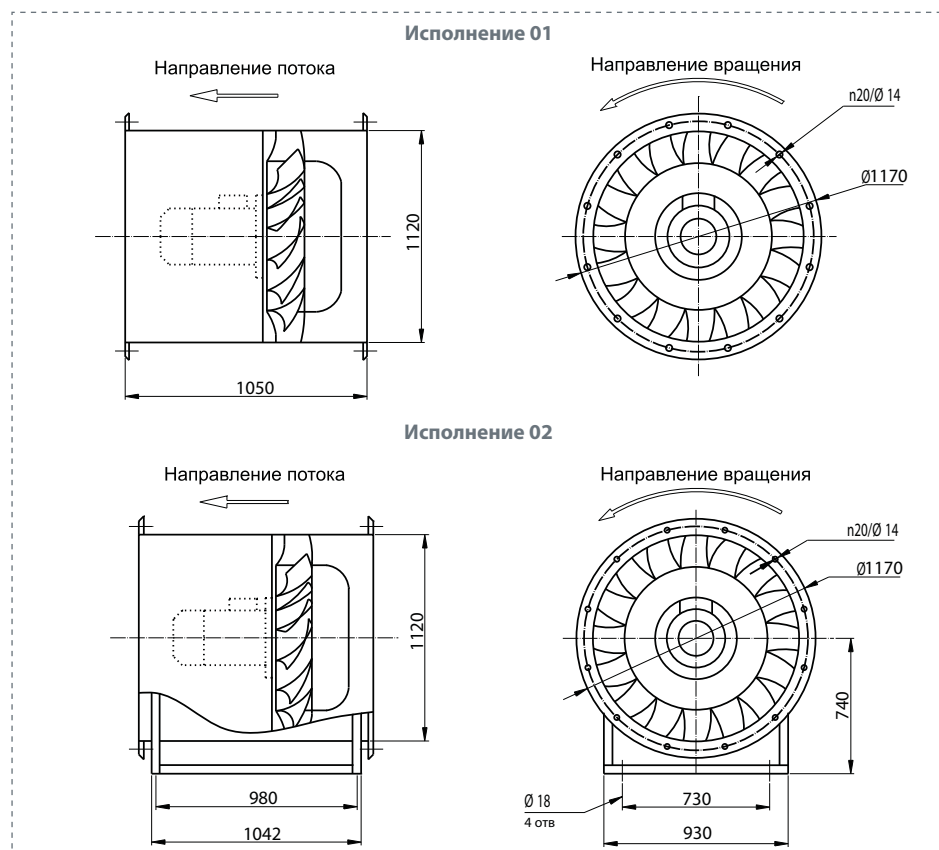 Исполнение 01
Направление потока
Направление вращения
n20/Ø 14
Ø1170
1120
1050
Исполнение 02
Направление потока
Направление вращения
n20/Ø 14
Ø1170
1120
740
980
1042
Ø 18
4 отв
730
930